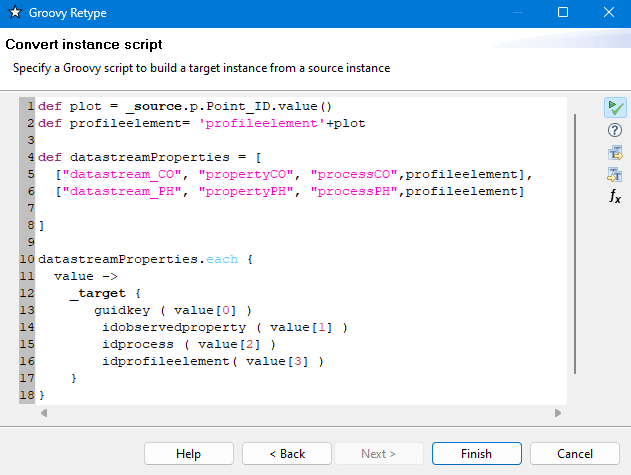 Groovy Retype
Convert instance script
Specify a Groovy script to build a target instance from a source instance
1 def plot = _source.p.Point_ID.value()
2 def profileelement= 'profileelement'+plot
3
4 def datastreamProperties = [
5 ["datastream_CO", "propertyCO", "processCO",profileelement],
6 ["datastream_PH", "propertyPH", "processPH",profileelement]
7
8 ]
9
10 datastreamProperties.each {
11 value ->
12 _target {
13 guidkey ( value[0] )
14 idobservedproperty ( value[1] )
15 idprocess ( value[2] )
16 idprofileelement( value[3] )
17 }
18 }
Help
< Back
Next >
Finish
Cancel